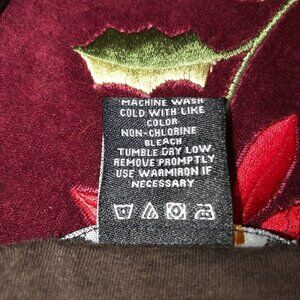 MACHINE WASH
COLD WITH LIKE
COLOR
NON-CHLORINE
BLEACH
TUMBLE DRY LOW
REMOVE PROMPTLY
USE WARMIRON IF
NECESSARY